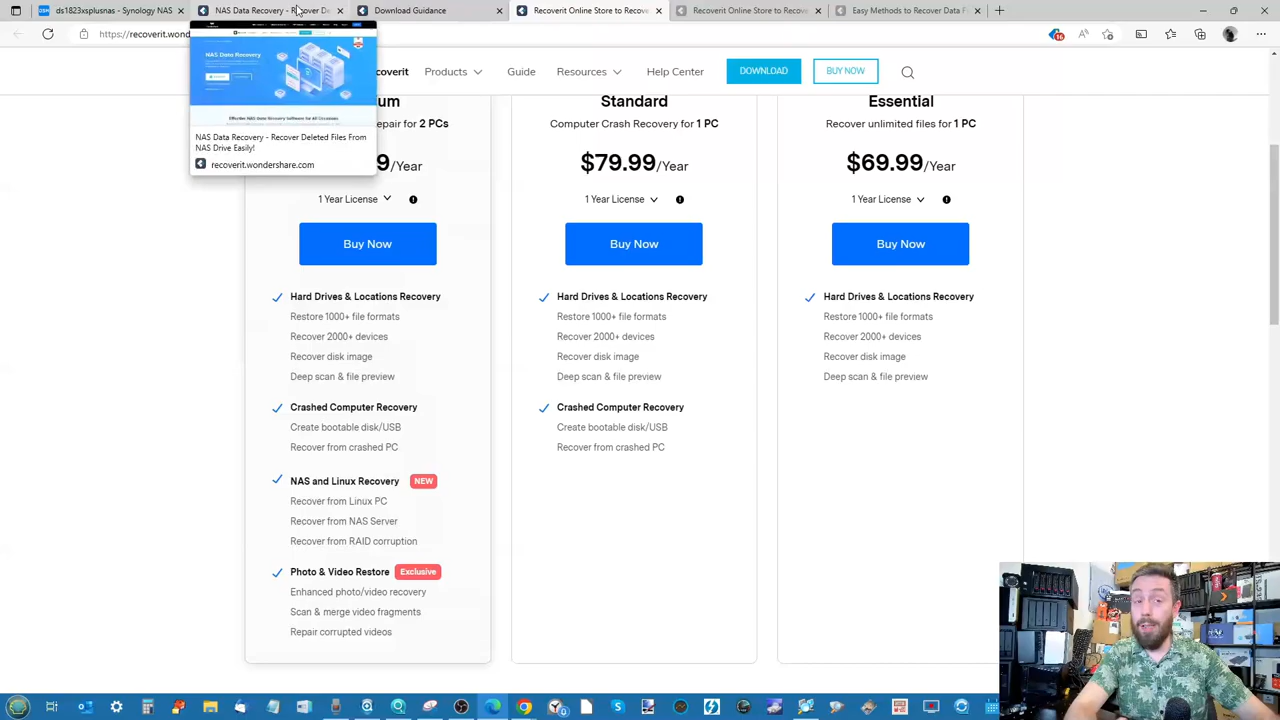 ds1823xs plusnas - Synology NAS
NAS Data Recovery - Recover De
Download Guidance
Recoverit Online Store to Recove
Recoverit Online Store to Recove
Easy Methods to Recover Data F
https://recoverit.wond
16
NAS Data Recovery
NAS Data Recovery - Recover Deleted Files From
NAS Drive Easily!
recoverit.wondershare.com
coverit
Products
Guide
Resources
Help Center
DOWNLOAD
BUY NOW
um
epair for 2 PCs
9/Year
1 Year License
Buy Now
Hard Drives & Locations Recovery
Restore 1000+ file formats
Recover 2000+ devices
Recover disk image
Deep scan & file preview
Crashed Computer Recovery
Create bootable disk/USB
Recover from crashed PC
NAS and Linux Recovery NEW
Recover from Linux PC
Recover from NAS Server
Recover from RAID corruption
Photo & Video Restore Exclusive
Enhanced photo/video recovery
Scan & merge video fragments
Repair corrupted videos
Standard
Computer Crash Recovery for 1 PC
$79.99/Year
1 Year License
Buy Now
Hard Drives & Locations Recovery
Restore 1000+ file formats
Recover 2000+ devices
Recover disk image
Deep scan & file preview
Crashed Computer Recovery
Create bootable disk/USB
Recover from crashed PC
Essential
Recover unlimited files for 1 PC
$69.99/Year
1 Year License
Buy Now
Hard Drives & Locations Recovery
Restore 1000+ file formats
Recover 2000+ devices
Recover disk image
Deep scan & file preview